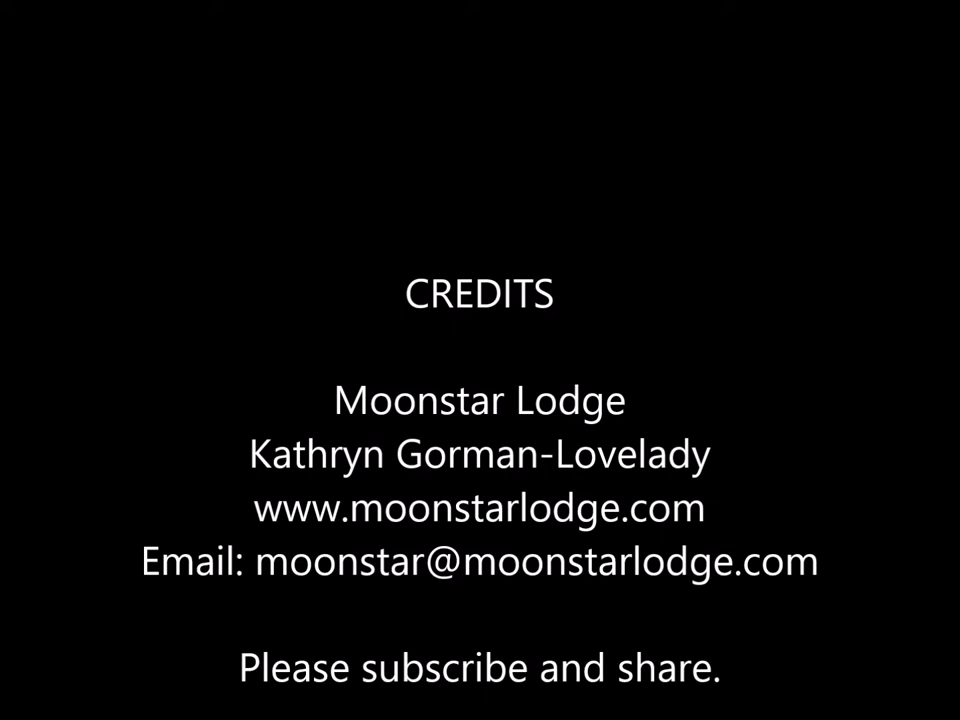 CREDITS
Moonstar Lodge
Kathryn Gorman-Lovelady
www.moonstarlodge.com
Email: moonstar@moonstarlodge.com
Please subscribe and share.